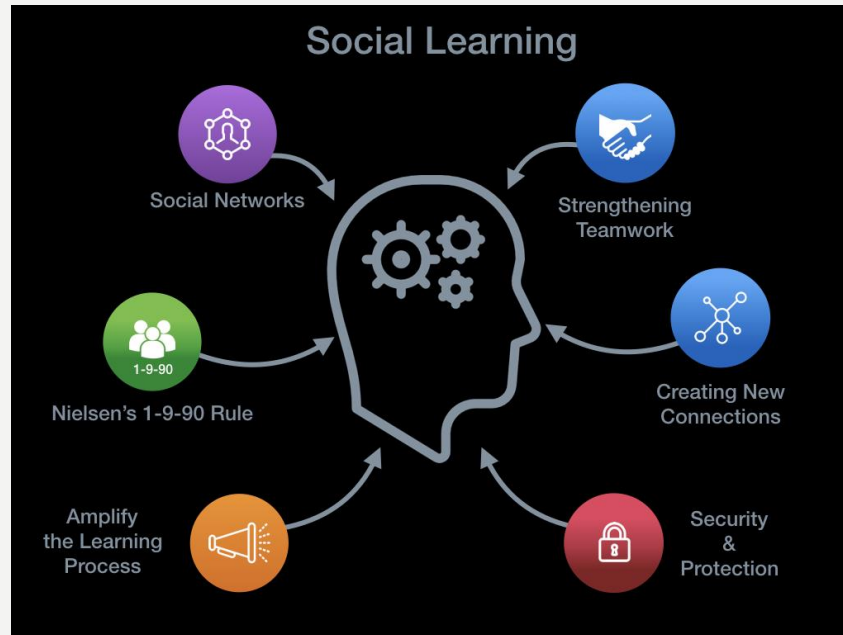 Social Learning
Social Networks
Strengthening
Teamwork
1-9-90
Nielsen's 1-9-90 Rule
Creating New
Connections
Amplify
the Learning
Process
Security
&
Protection